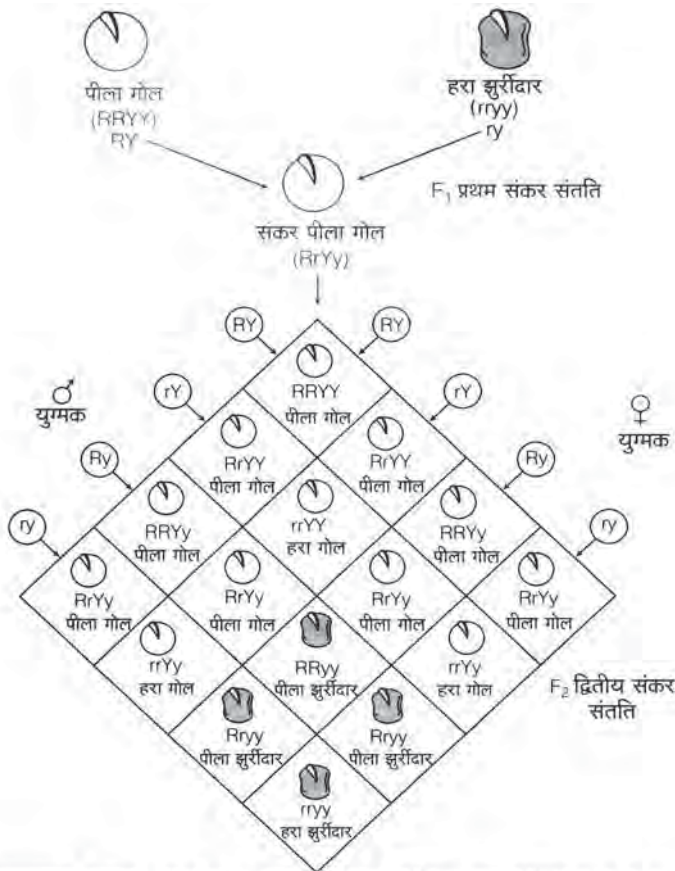 पीला गोल
(RRYY)
RY
हरा झुर्रीदार
(rryy)
ry
F₁ प्रथम संकर संतति
संकर पीला गोल
(RrYy)
RY
RY
♂
युग्मक
♀
युग्मक
rY
rY
Ry
Ry
ry
ry
RRYY
पीला गोल
RrYY
पीला गोल
RrYY
पीला गोल
RRYy
पीला गोल
rrYY
हरा गोल
RRYy
पीला गोल
RrYy
पीला गोल
RrYy
पीला गोल
RrYy
पीला गोल
RrYy
पीला गोल
rrYy
हरा गोल
RRyy
पीला झुर्रीदार
rrYy
हरा गोल
F₂ द्वितीय संकर
संतति
Rryy
पीला झुर्रीदार
Rryy
पीला झुर्रीदार
rryy
हरा झुर्रीदार